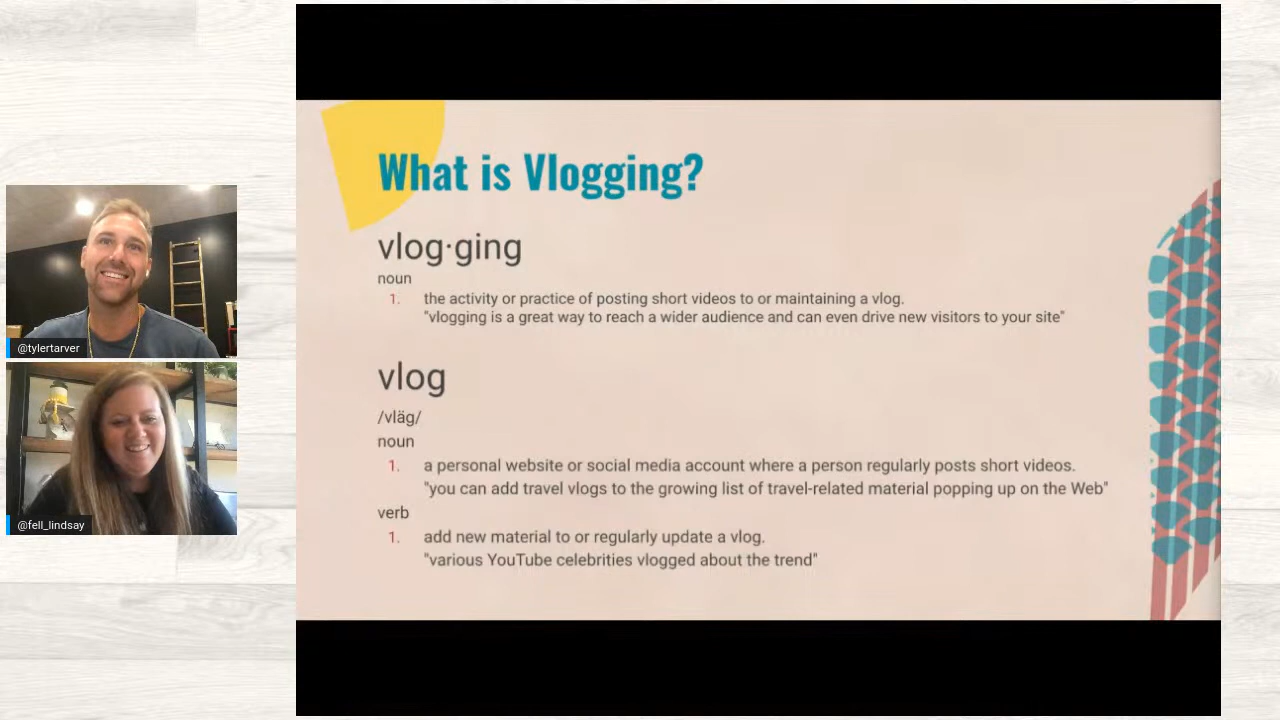 What is Vlogging?
vlog·ging
noun
1. the activity or practice of posting short videos to or maintaining a vlog.
"vlogging is a great way to reach a wider audience and can even drive new visitors to your site"
vlog
/vläg/
noun
1. a personal website or social media account where a person regularly posts short videos.
"you can add travel vlogs to the growing list of travel-related material popping up on the Web"
verb
1. add new material to or regularly update a vlog.
"various YouTube celebrities vlogged about the trend"
@tylertarver
@fell_lindsay